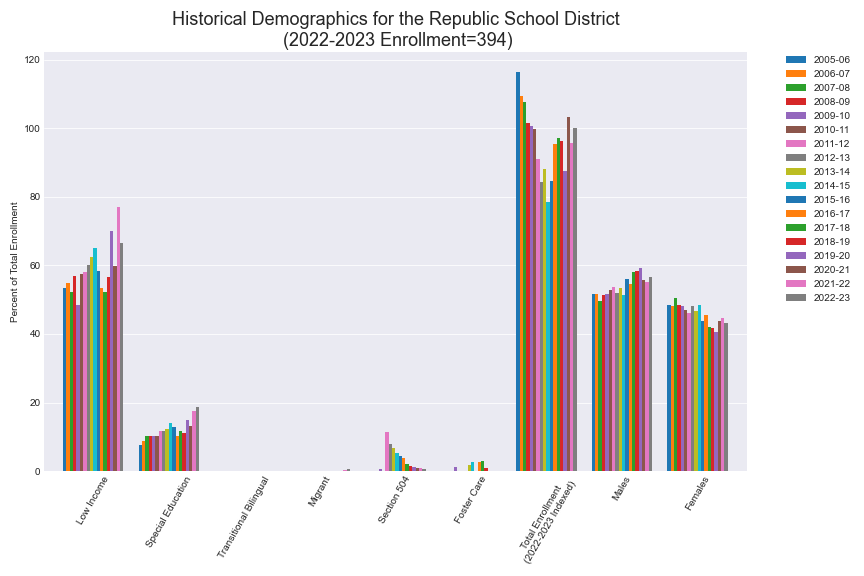 Historical Demographics for the Republic School District
(2022-2023 Enrollment=394)
Percent of Total Enrollment
120
100
80
60
40
20
0
Low Income
Special Education
Transitional Bilingual
Migrant
Section 504
Foster Care
Total Enrollment
(2022-2023 Indexed)
Males
Females
2005-06
2006-07
2007-08
2008-09
2009-10
2010-11
2011-12
2012-13
2013-14
2014-15
2015-16
2016-17
2017-18
2018-19
2019-20
2020-21
2021-22
2022-23